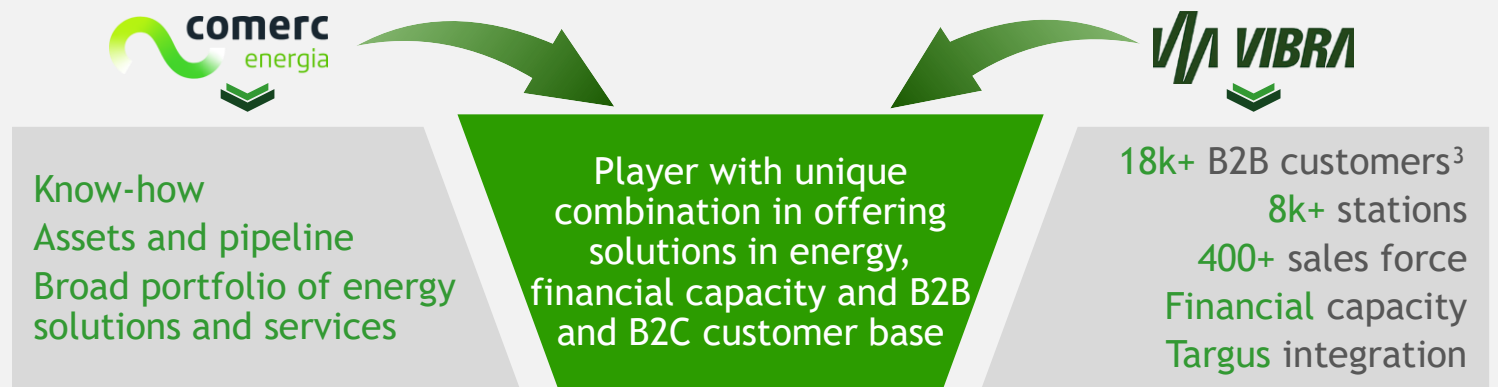 comerc
energia
VIBRA
Know-how
Assets and pipeline
Broad portfolio of energy
solutions and services
Player with unique
combination in offering
solutions in energy,
financial capacity and B2B
and B2C customer base
18k+ B2B customers³
8k+ stations
400+ sales force
Financial capacity
Targus integration